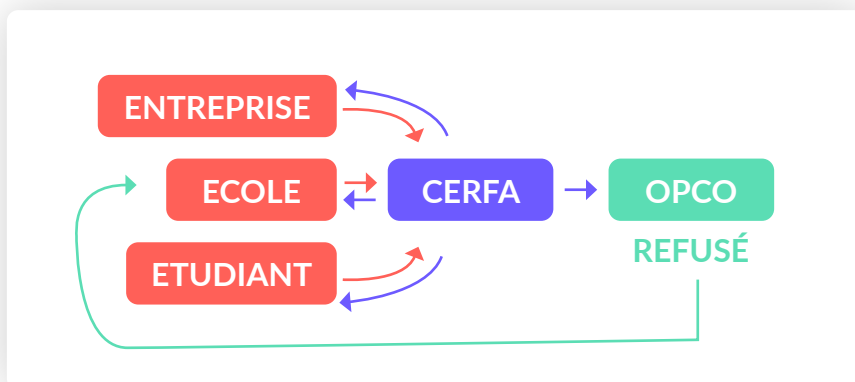 ENTREPRISE
ECOLE
CERFA
OPCO
REFUSÉ
ETUDIANT